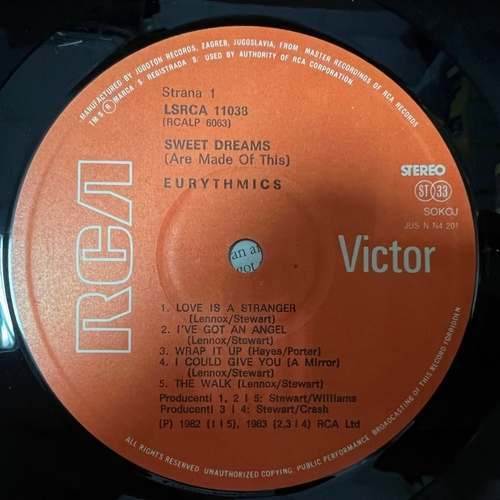 MANUFACTURED BY JUGOTON RECORDS, ZAGREB, JUGOSLAVIA, FROM MASTER RECORDINGS OF RCA RECORDS
TM S ® MARCA/S REGISTRADA/S. USED BY AUTHORITY OF RCA CORPORATION.
Strana 1
LSRCA 11038
(RCALP 6063)
SWEET DREAMS
(Are Made Of This)
EURYTHMICS
STEREO
ST 33
SOKOJ
JUS N.N4.201
RCA
Victor
an ar
got
1. LOVE IS A STRANGER
(Lennox/Stewart)
2. I'VE GOT AN ANGEL
(Lennox/Stewart)
3. WRAP IT UP (Hayes/Porter)
4. I COULD GIVE YOU (A Mirror)
(Lennox/Stewart)
5. THE WALK (Lennox/Stewart)
Producenti 1, 2 i 5: Stewart/Williams
Producenti 3 i 4: Stewart/Crash
(P) 1982 (1 i 5), 1983 (2,3 i 4) RCA Ltd
ALL RIGHTS RESERVED. UNAUTHORIZED COPYING, PUBLIC PERFORMANCE BROADCASTING OF THIS RECORD FORBIDDEN